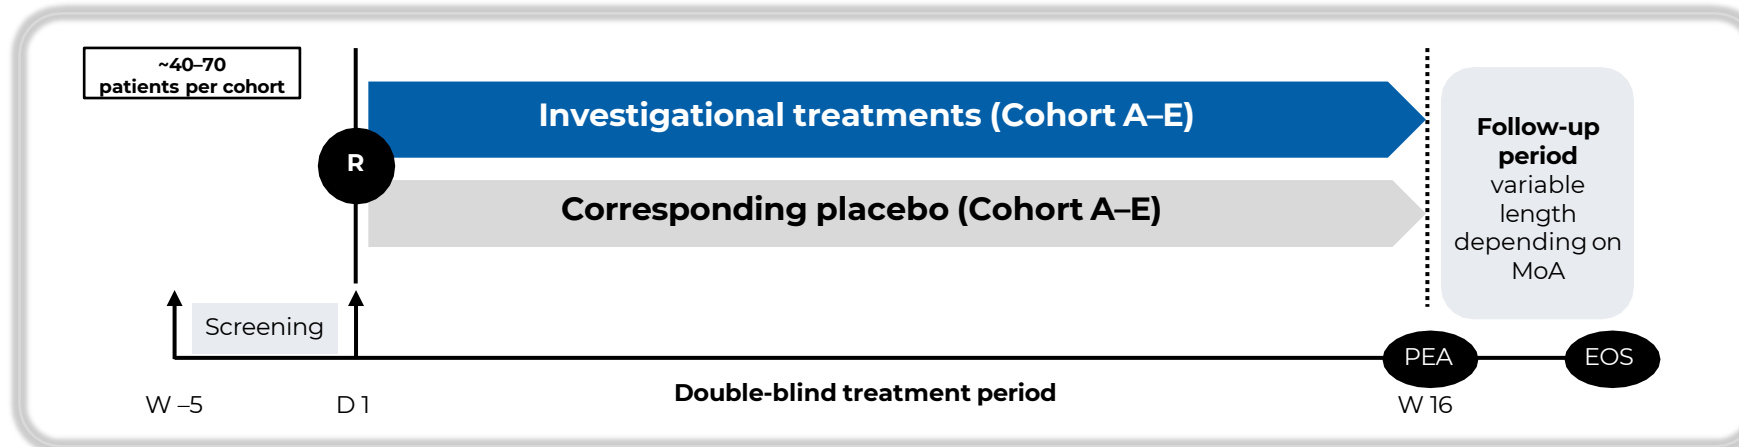 ~40–70
patients per cohort
R
Investigational treatments (Cohort A–E)
Corresponding placebo (Cohort A–E)
Follow-up
period
variable
length
depending on
MoA
Screening
PEA
EOS
W –5
D 1
Double-blind treatment period
W 16